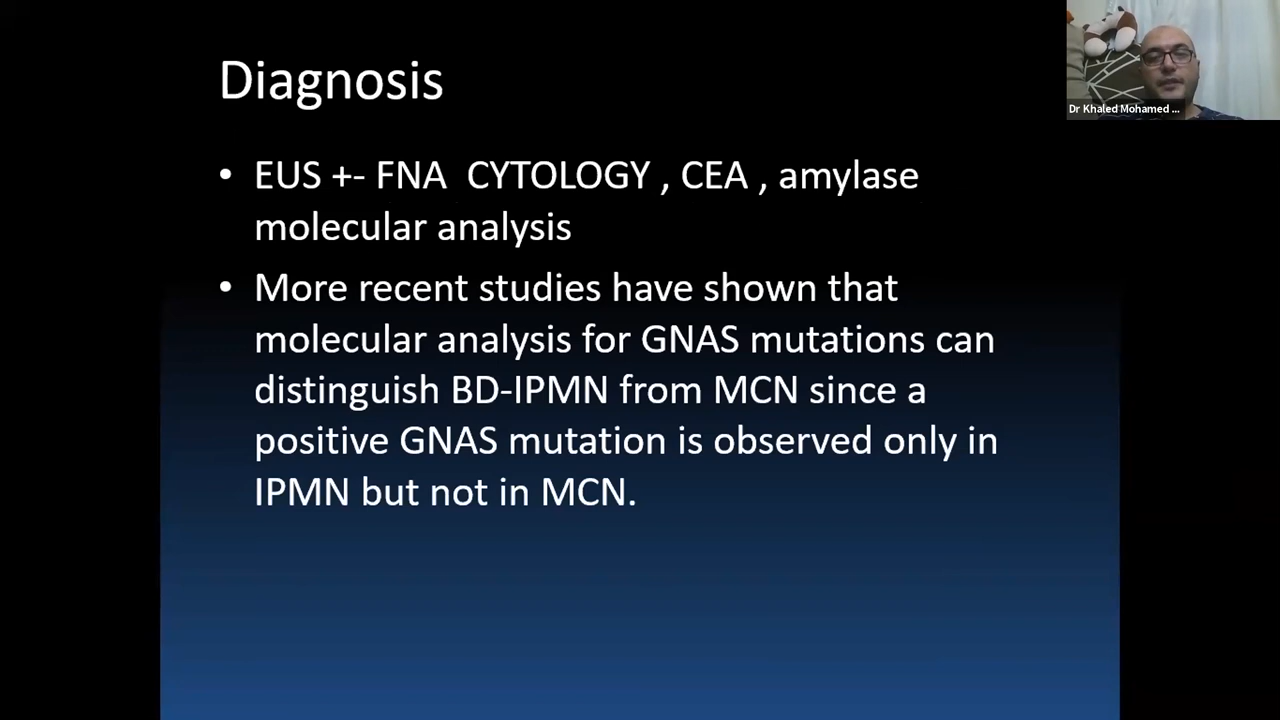 Diagnosis
• EUS +- FNA CYTOLOGY , CEA , amylase
molecular analysis
• More recent studies have shown that
molecular analysis for GNAS mutations can
distinguish BD-IPMN from MCN since a
positive GNAS mutation is observed only in
IPMN but not in MCN.
Dr Khaled Mohamed ...